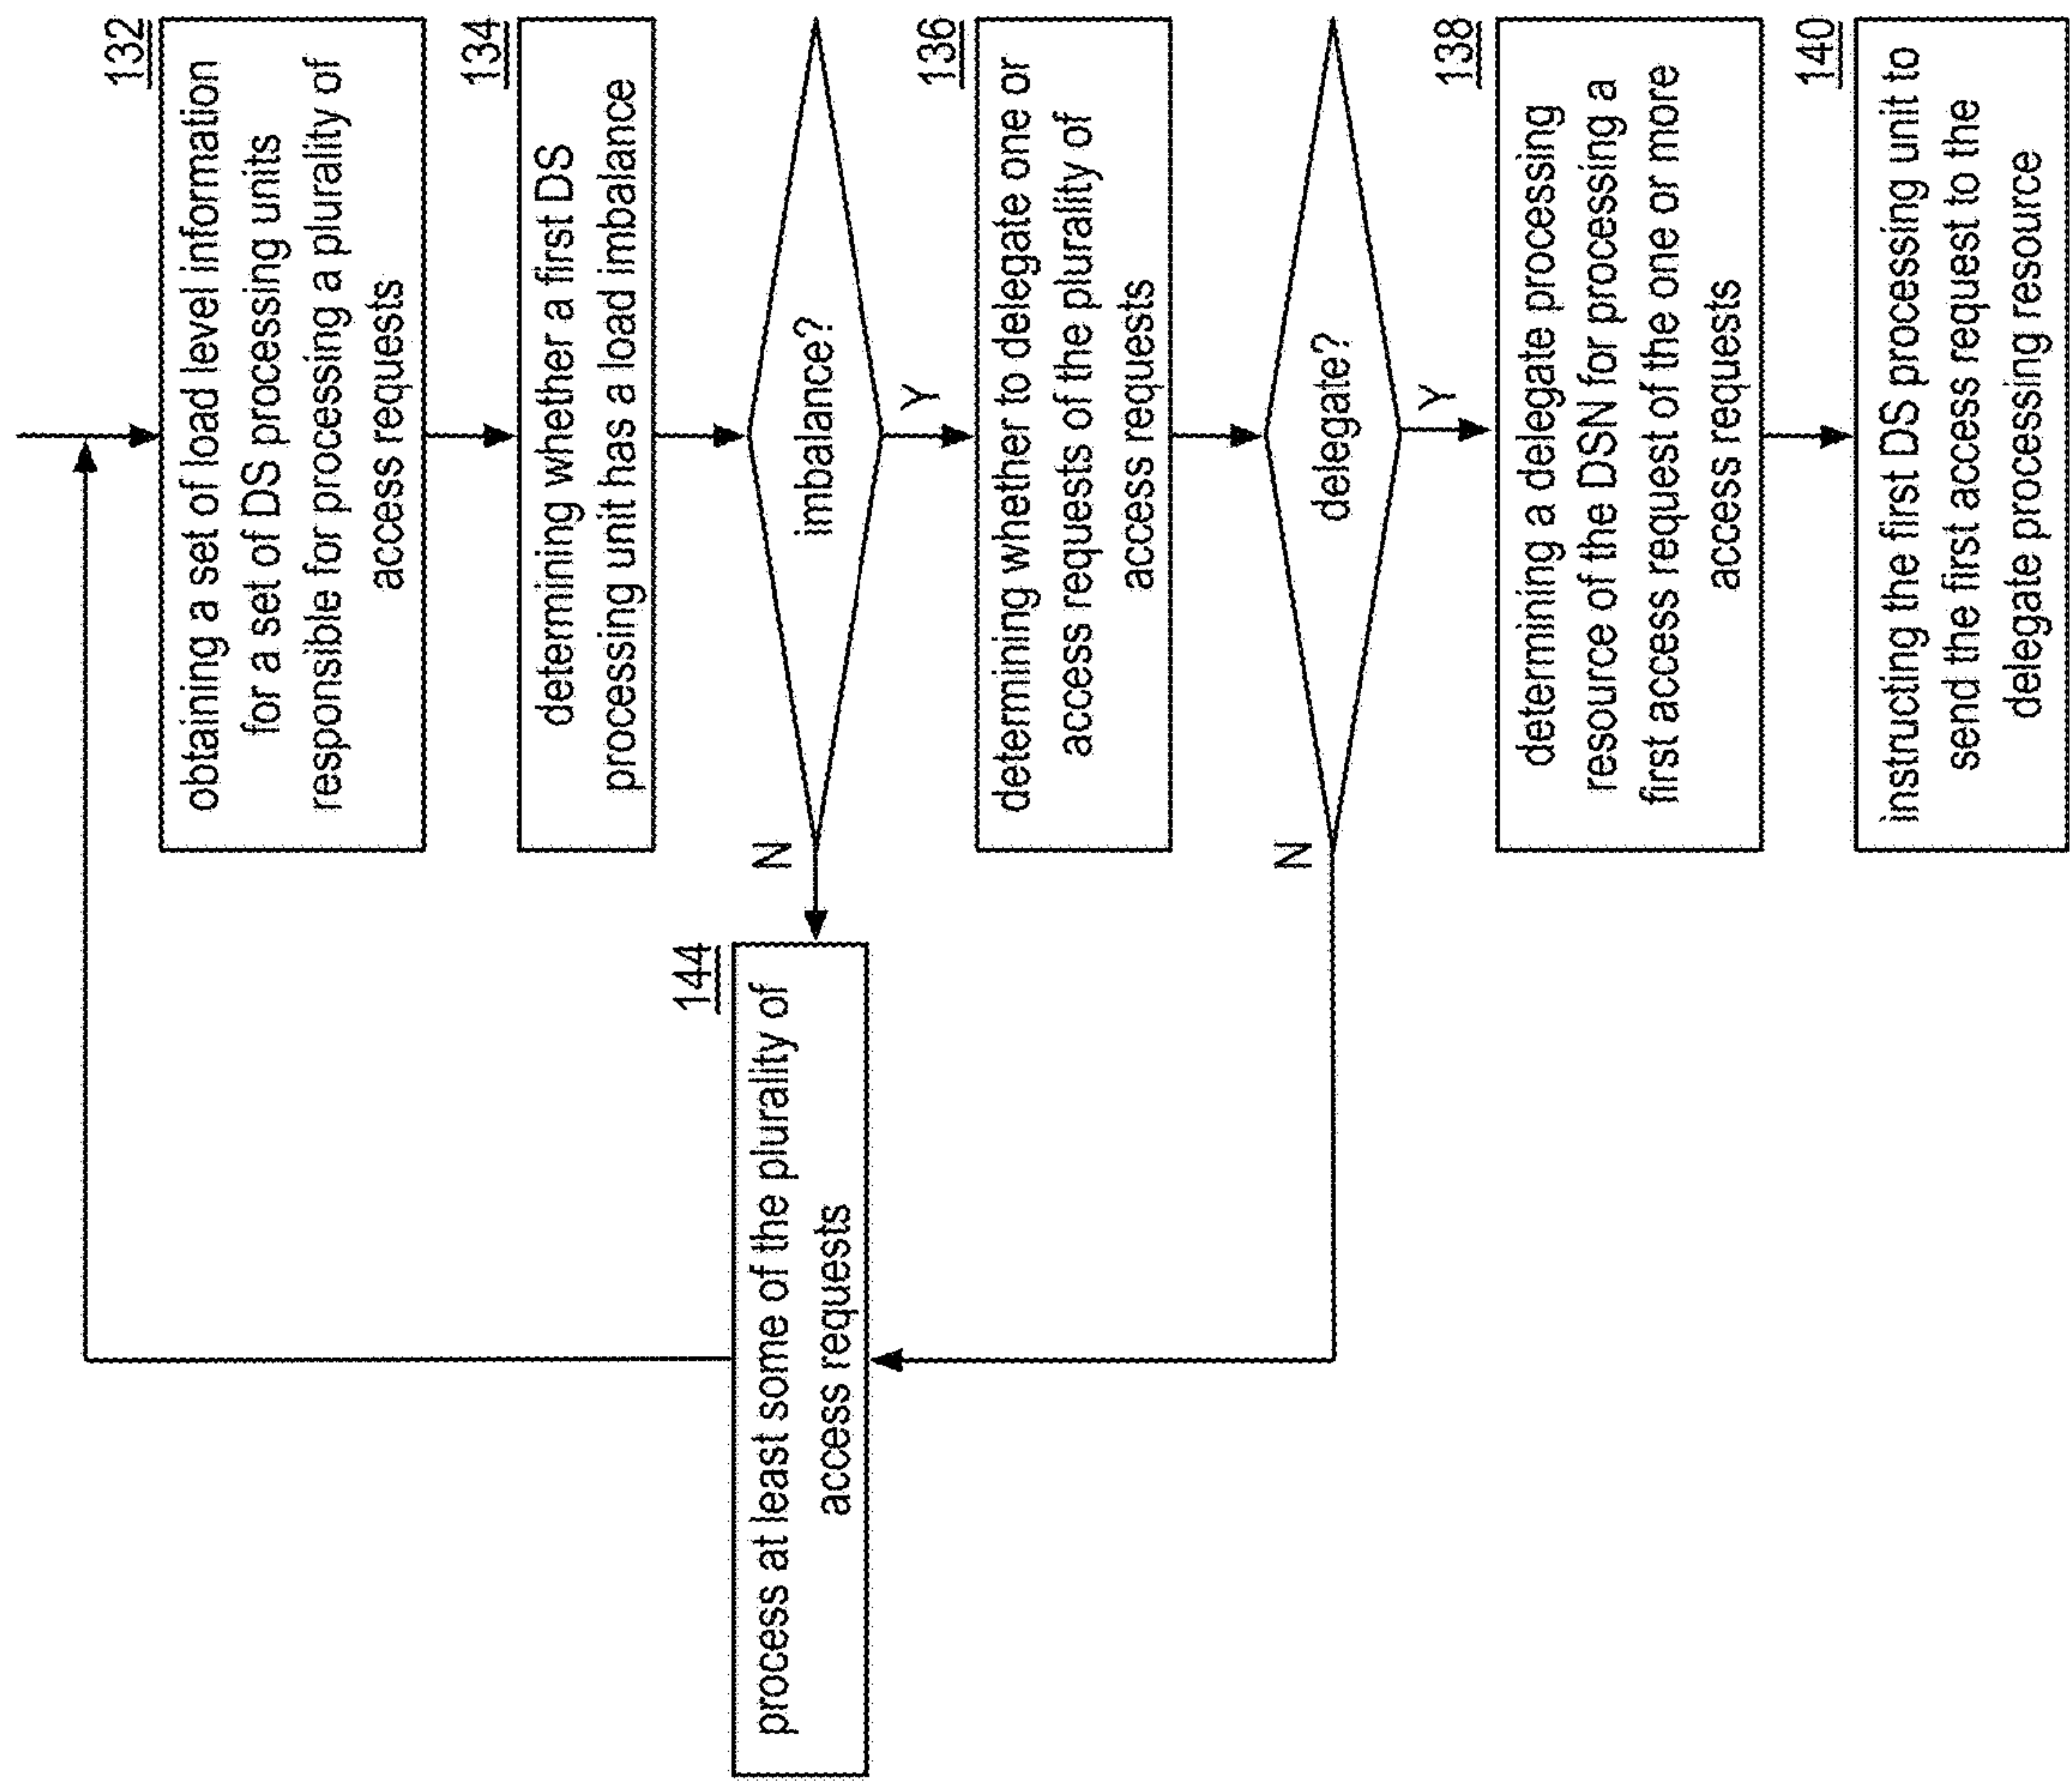 132
obtaining a set of load level information
for a set of DS processing units
responsible for processing a plurality of
access requests
134
determining whether a first DS
processing unit has a load imbalance
imbalance?
N
Y
144
process at least some of the plurality of
access requests
136
determining whether to delegate one or
access requests of the plurality of
access requests
delegate?
N
Y
138
determining a delegate processing
resource of the DSN for processing a
first access request of the one or more
access requests
140
instructing the first DS processing unit to
send the first access request to the
delegate processing resource